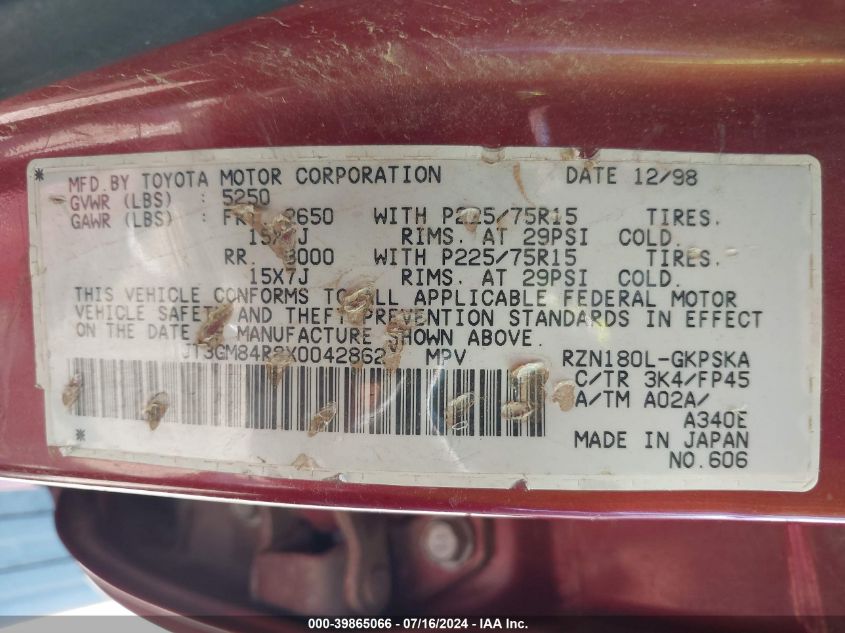 * MFD. BY TOYOTA MOTOR CORPORATION DATE 12/98
GVWR (LBS) : 5250
GAWR (LBS) : 2650 WITH P225/75R15 TIRES.
RIMS. AT 29PSI COLD.
RR. WITH P225/75R15 TIRES.
15X7J RIMS. AT 29PSI COLD.
THIS VEHICLE CONFORMS TO ALL APPLICABLE FEDERAL MOTOR
VEHICLE SAFETY AND THEFT PREVENTION STANDARDS IN EFFECT
ON THE DATE MANUFACTURE SHOWN ABOVE.
MPV RZN180L-GKPSKA
C/TR 3K4/FP45
A/TM A02A/
A340E
* MADE IN JAPAN
NO.606
000-39865066 - 07/16/2024 - IAA Inc.